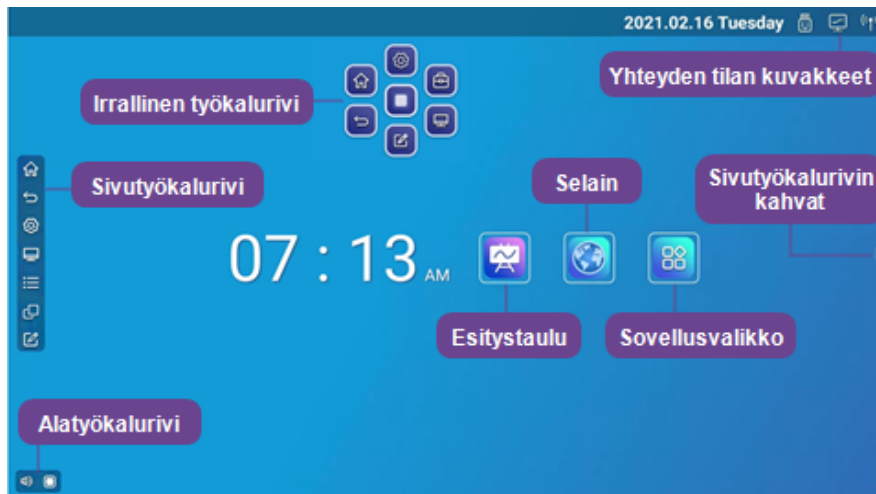 2021.02.16 Tuesday
Yhteyden tilan kuvakkeet
Irrallinen työkalurivi
Sivutyökalurivi
Selain
Sivutyökalurivin
kahvat
07 : 13 AM
Esitystaulu
Sovellusvalikko
Alatyökalurivi